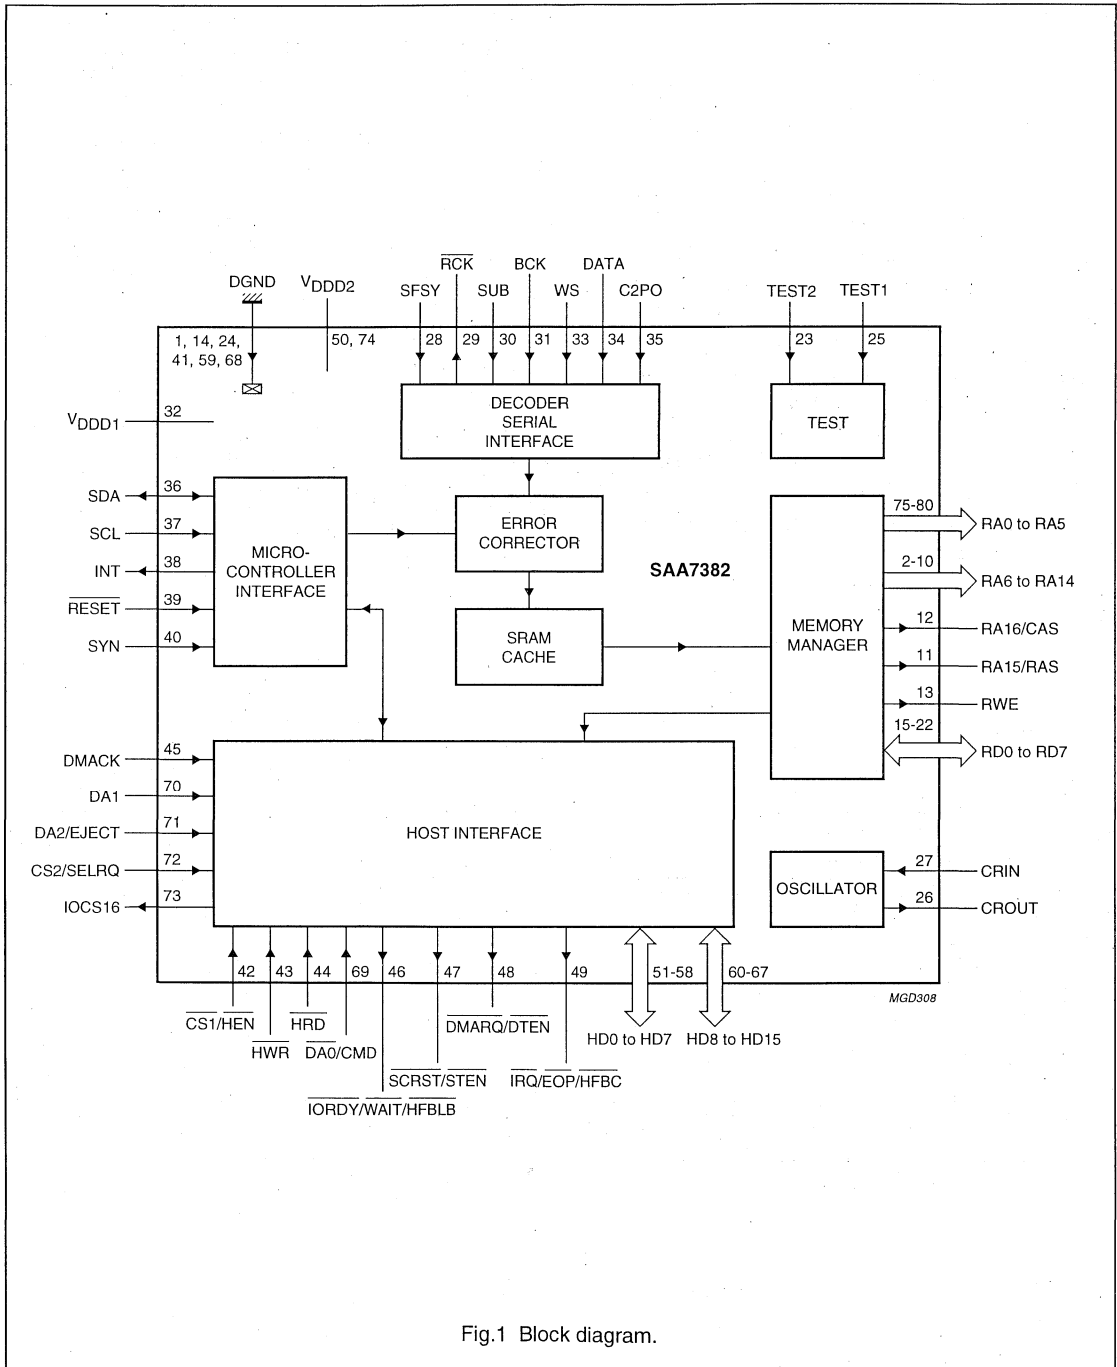 RCK BCK DATA
DGND VDDD2 SFSY SUB WS C2PO TEST2 TEST1
1, 14, 24,
41, 59, 68
50, 74
28 29 30 31 33 34 35 23 25
DECODER
SERIAL
INTERFACE
TEST
VDDD1 32
SDA 36
SCL 37
INT 38
RESET 39
SYN 40
MICRO-
CONTROLLER
INTERFACE
ERROR
CORRECTOR
SAA7382
SRAM
CACHE
MEMORY
MANAGER
75-80 RA0 to RA5
2-10 RA6 to RA14
12 RA16/CAS
11 RA15/RAS
13 RWE
15-22 RD0 to RD7
DMACK 45
DA1 70
DA2/EJECT 71
CS2/SELRQ 72
IOCS16 73
HOST INTERFACE
OSCILLATOR
27 CRIN
26 CROUT
42 43 44 69 46 47 48 49 51-58 60-67
MGD308
CS1/HEN HRD DMARQ/DTEN HD0 to HD7 HD8 to HD15
HWR DA0/CMD
SCRST/STEN IRQ/EOP/HFBC
IORDY/WAIT/HFBLB
Fig.1 Block diagram.